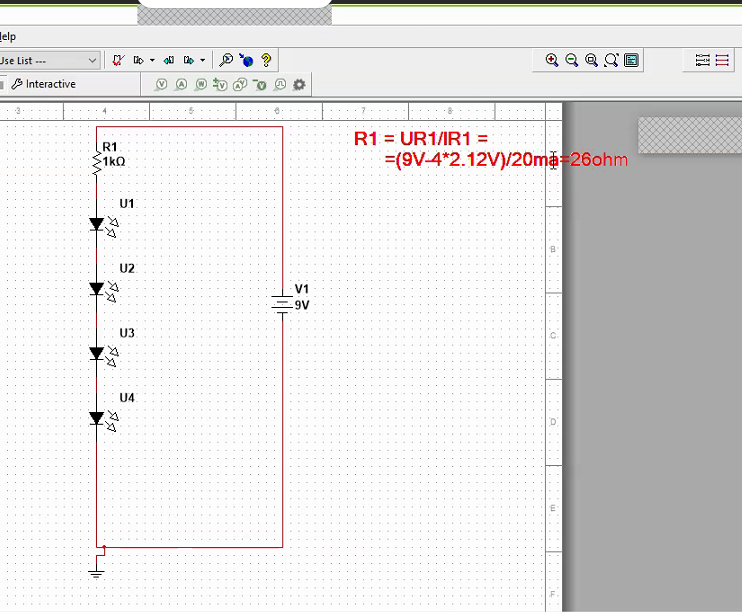 elp
Use List ---
Interactive
3 4 5 6 7 8
R1 = UR1/IR1 =
=(9V-4*2.12V)/20ma=26ohm
R1
1kΩ
U1
U2
V1
9V
U3
U4
B
C
D
E
F